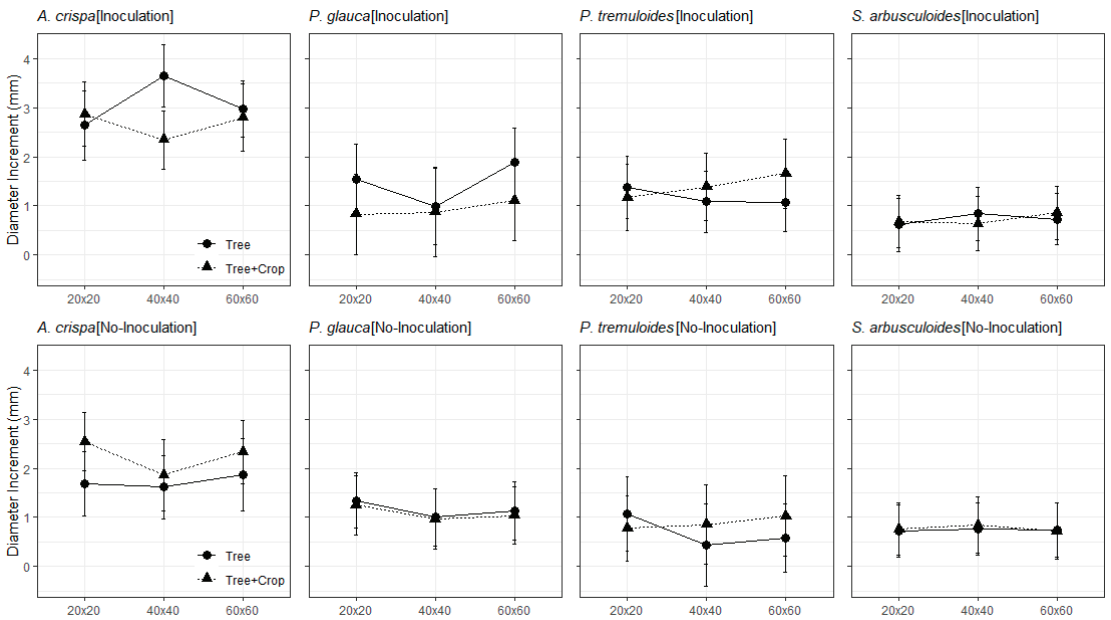 A. crispa[Inoculation] P. glauca[Inoculation] P. tremuloides[Inoculation] S. arbusculoides[Inoculation]
Diameter Increment (mm)
4
3
2
1
0
Tree
Tree+Crop
20x20 40x40 60x60 20x20 40x40 60x60 20x20 40x40 60x60 20x20 40x40 60x60
A. crispa[No-Inoculation] P. glauca[No-Inoculation] P. tremuloides[No-Inoculation] S. arbusculoides[No-Inoculation]
Diameter Increment (mm)
4
3
2
1
0
Tree
Tree+Crop
20x20 40x40 60x60 20x20 40x40 60x60 20x20 40x40 60x60 20x20 40x40 60x60